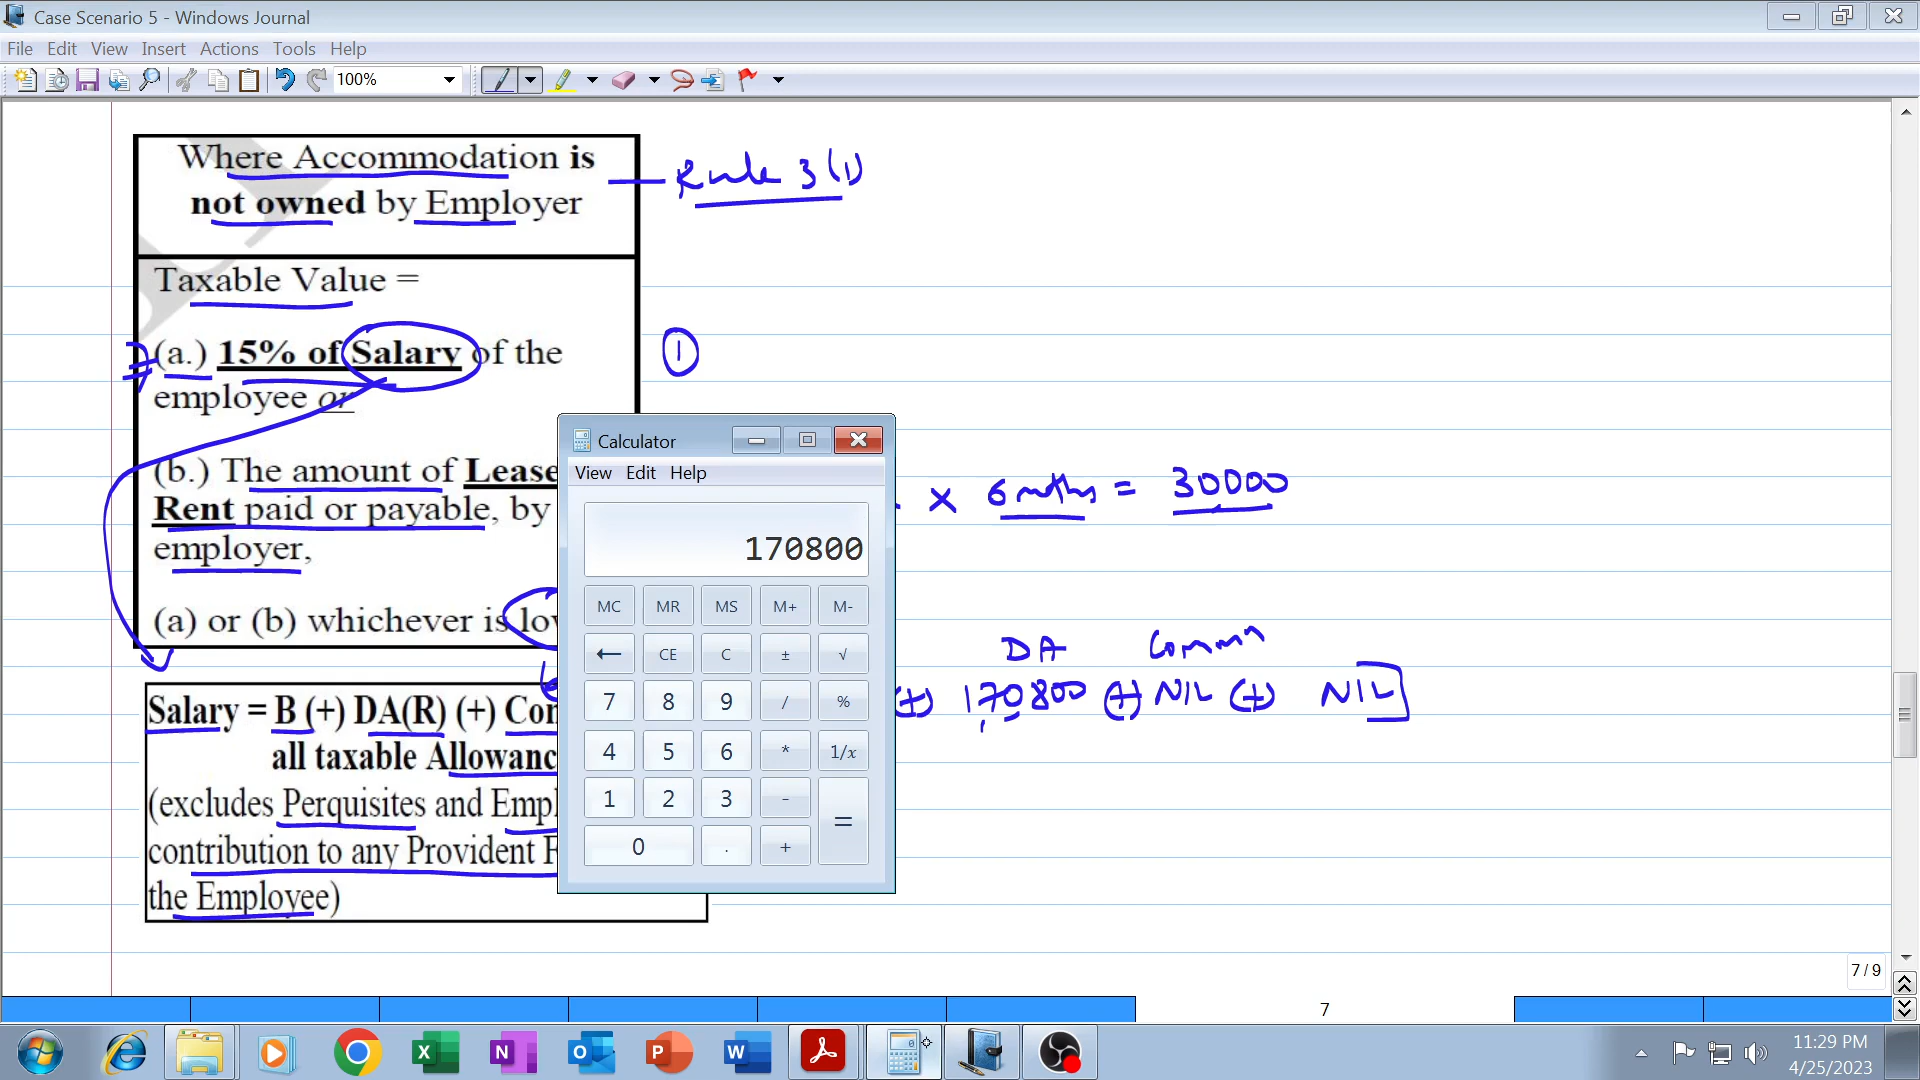 Case Scenario 5 - Windows Journal
File Edit View Insert Actions Tools Help
100%
Where Accommodation is
not owned by Employer
Rule 3(1)
Taxable Value =
(a.) 15% of Salary of the
employee or
1
(b.) The amount of Lease
Rent paid or payable, by
employer,
(a) or (b) whichever is low
x 6 mths = 30000
Calculator
View Edit Help
170800
MC MR MS M+ M-
← CE C ± √
7 8 9 / %
4 5 6 * 1/x
1 2 3 - =
0 . +
DA Commn
(+) 170800 (+) NIL (+) NIL]
Salary = B (+) DA(R) (+) Con
all taxable Allowanc
(excludes Perquisites and Empl
contribution to any Provident F
the Employee)
7 / 9
7
11:29 PM
4/25/2023